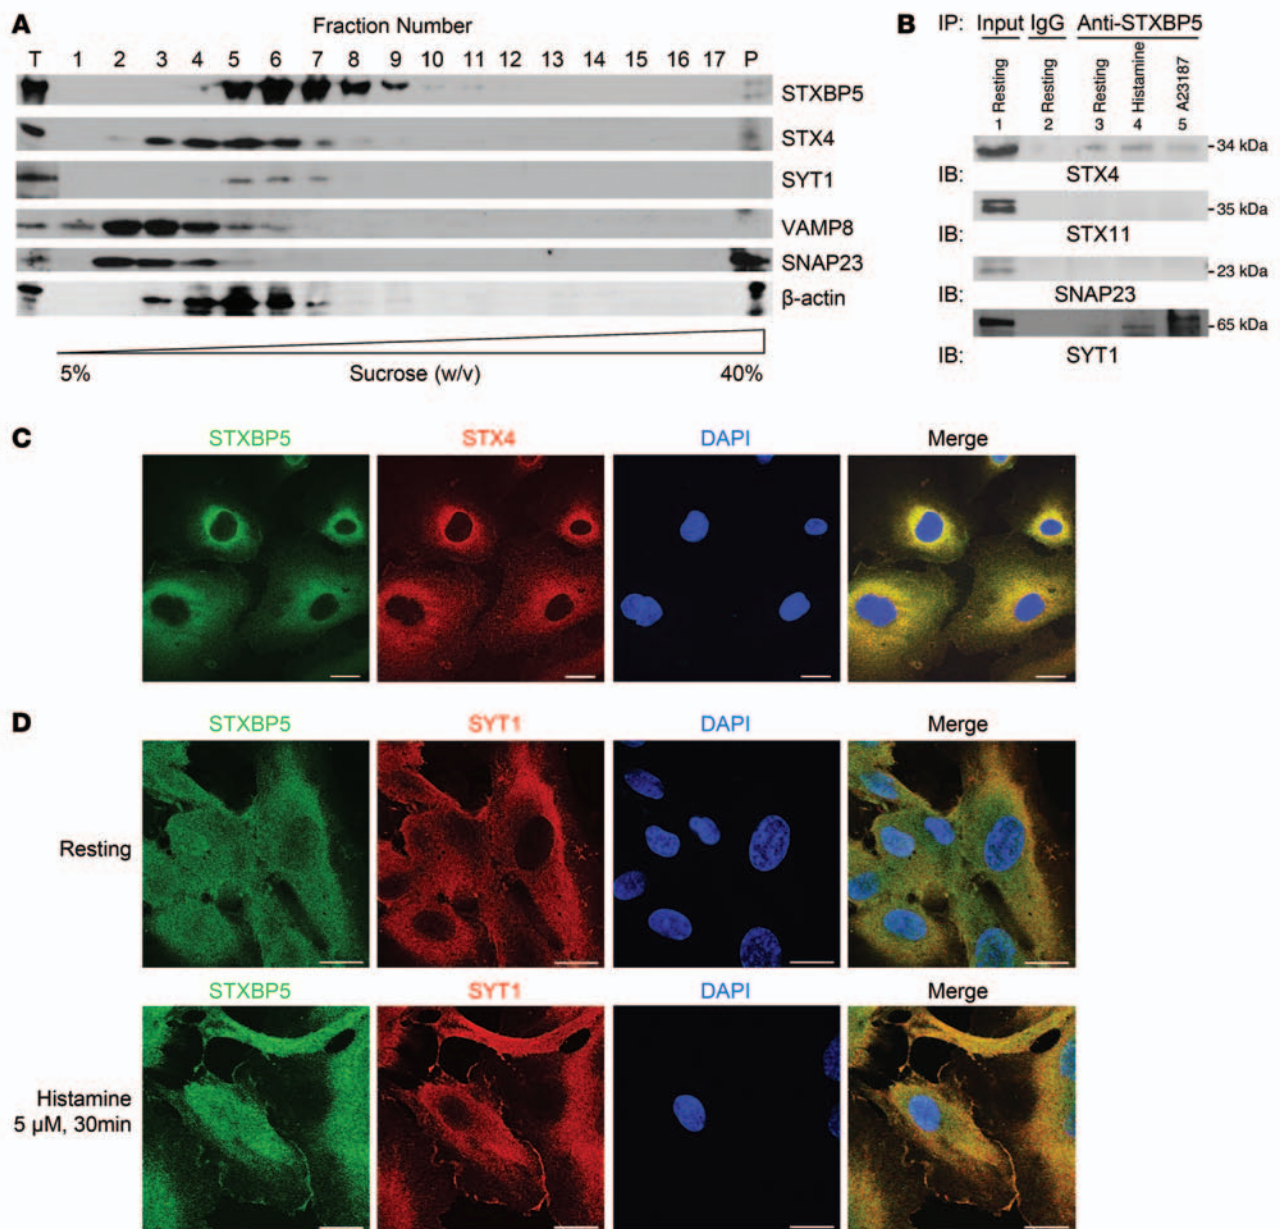 A
Fraction Number
T 1 2 3 4 5 6 7 8 9 10 11 12 13 14 15 16 17 P
STXBP5
STX4
SYT1
VAMP8
SNAP23
β-actin
5% Sucrose (w/v) 40%
B
IP: Input IgG Anti-STXBP5
Resting Resting Resting Histamine A23187
1 2 3 4 5
-34 kDa
IB: STX4
-35 kDa
IB: STX11
-23 kDa
IB: SNAP23
-65 kDa
IB: SYT1
C
STXBP5 STX4 DAPI Merge
D
STXBP5 SYT1 DAPI Merge
Resting
STXBP5 SYT1 DAPI Merge
Histamine
5 µM, 30min